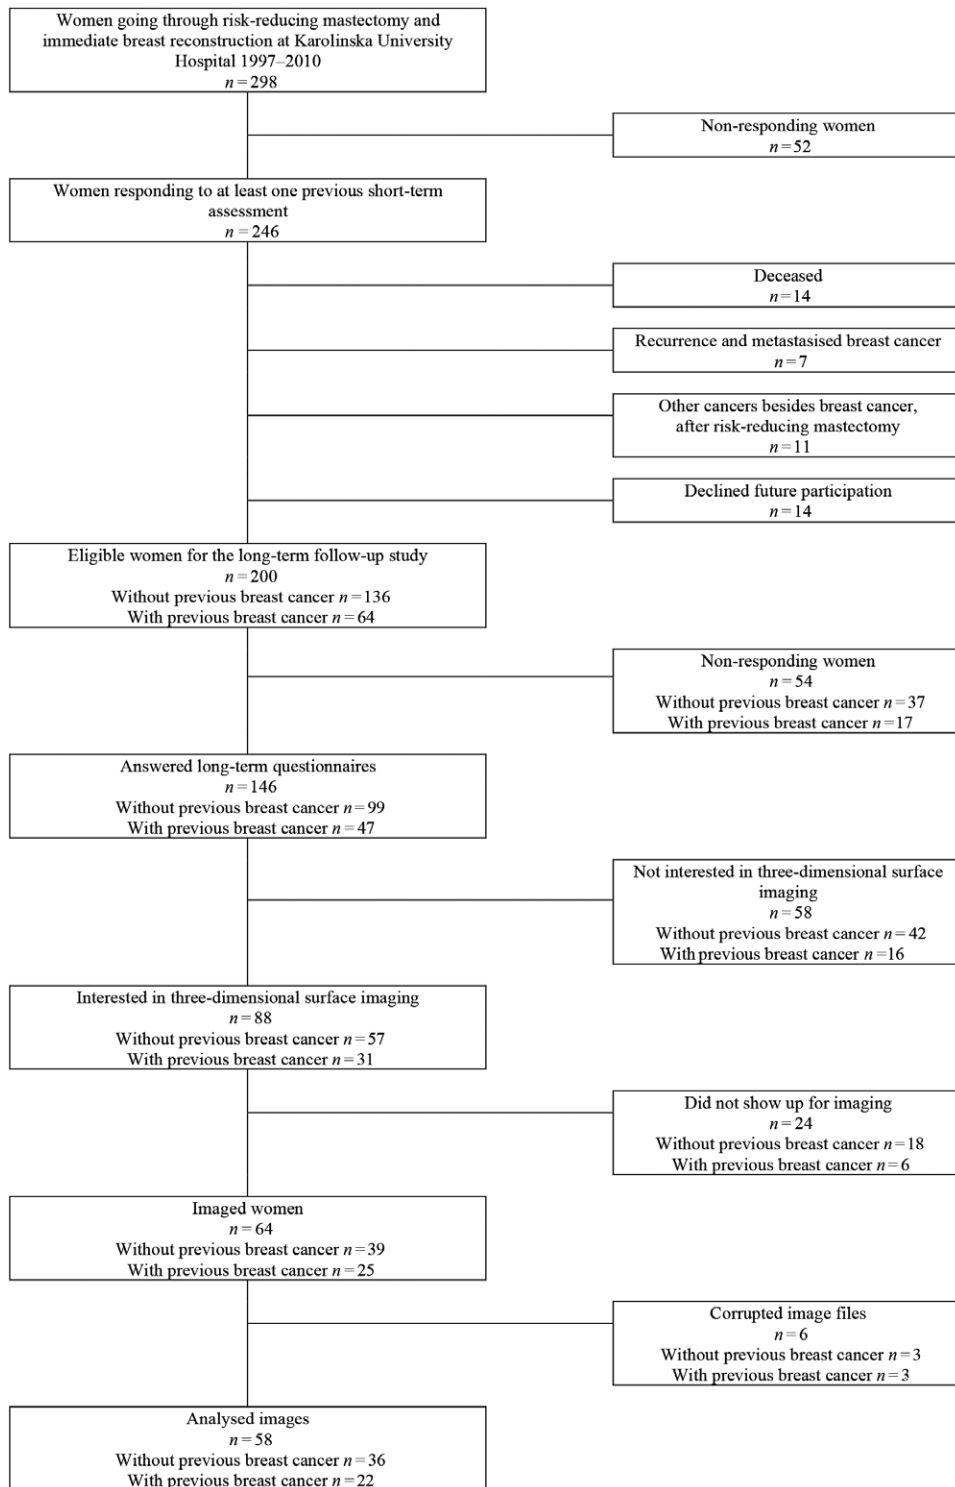 Women going through risk-reducing mastectomy and
immediate breast reconstruction at Karolinska University
Hospital 1997–2010
n = 298
Non-responding women
n = 52
Women responding to at least one previous short-term
assessment
n = 246
Deceased
n = 14
Recurrence and metastasised breast cancer
n = 7
Other cancers besides breast cancer,
after risk-reducing mastectomy
n = 11
Declined future participation
n = 14
Eligible women for the long-term follow-up study
n = 200
Without previous breast cancer n = 136
With previous breast cancer n = 64
Non-responding women
n = 54
Without previous breast cancer n = 37
With previous breast cancer n = 17
Answered long-term questionnaires
n = 146
Without previous breast cancer n = 99
With previous breast cancer n = 47
Not interested in three-dimensional surface
imaging
n = 58
Without previous breast cancer n = 42
With previous breast cancer n = 16
Interested in three-dimensional surface imaging
n = 88
Without previous breast cancer n = 57
With previous breast cancer n = 31
Did not show up for imaging
n = 24
Without previous breast cancer n = 18
With previous breast cancer n = 6
Imaged women
n = 64
Without previous breast cancer n = 39
With previous breast cancer n = 25
Corrupted image files
n = 6
Without previous breast cancer n = 3
With previous breast cancer n = 3
Analysed images
n = 58
Without previous breast cancer n = 36
With previous breast cancer n = 22